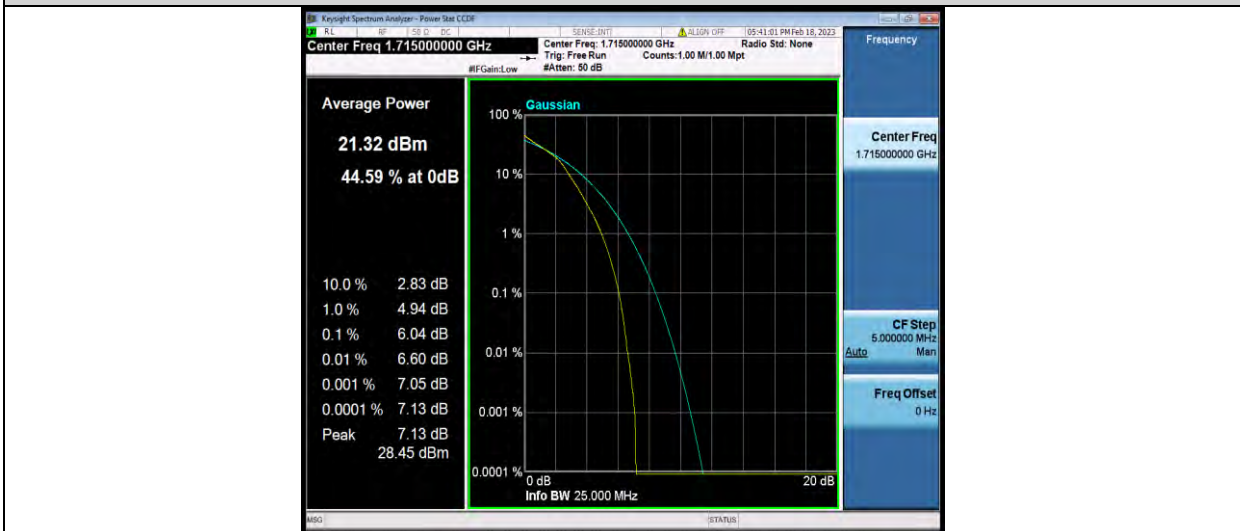 Keysight Spectrum Analyzer - Power Stat CCDF
RL RF 50 Ω DC SENSE:INT ALIGN OFF 05:41:01 PM Feb 18, 2023
Center Freq 1.715000000 GHz
Center Freq: 1.715000000 GHz Radio Std: None
Trig: Free Run Counts:1.00 M/1.00 Mpt
#IFGain:Low #Atten: 50 dB
Frequency
Average Power
21.32 dBm
44.59 % at 0dB
10.0 % 2.83 dB
1.0 % 4.94 dB
0.1 % 6.04 dB
0.01 % 6.60 dB
0.001 % 7.05 dB
0.0001 % 7.13 dB
Peak 7.13 dB
28.45 dBm
Gaussian
100 %
10 %
1 %
0.1 %
0.01 %
0.001 %
0.0001 %
0 dB 20 dB
Info BW 25.000 MHz
Center Freq
1.715000000 GHz
CF Step
5.000000 MHz
Auto Man
Freq Offset
0 Hz
MSG STATUS